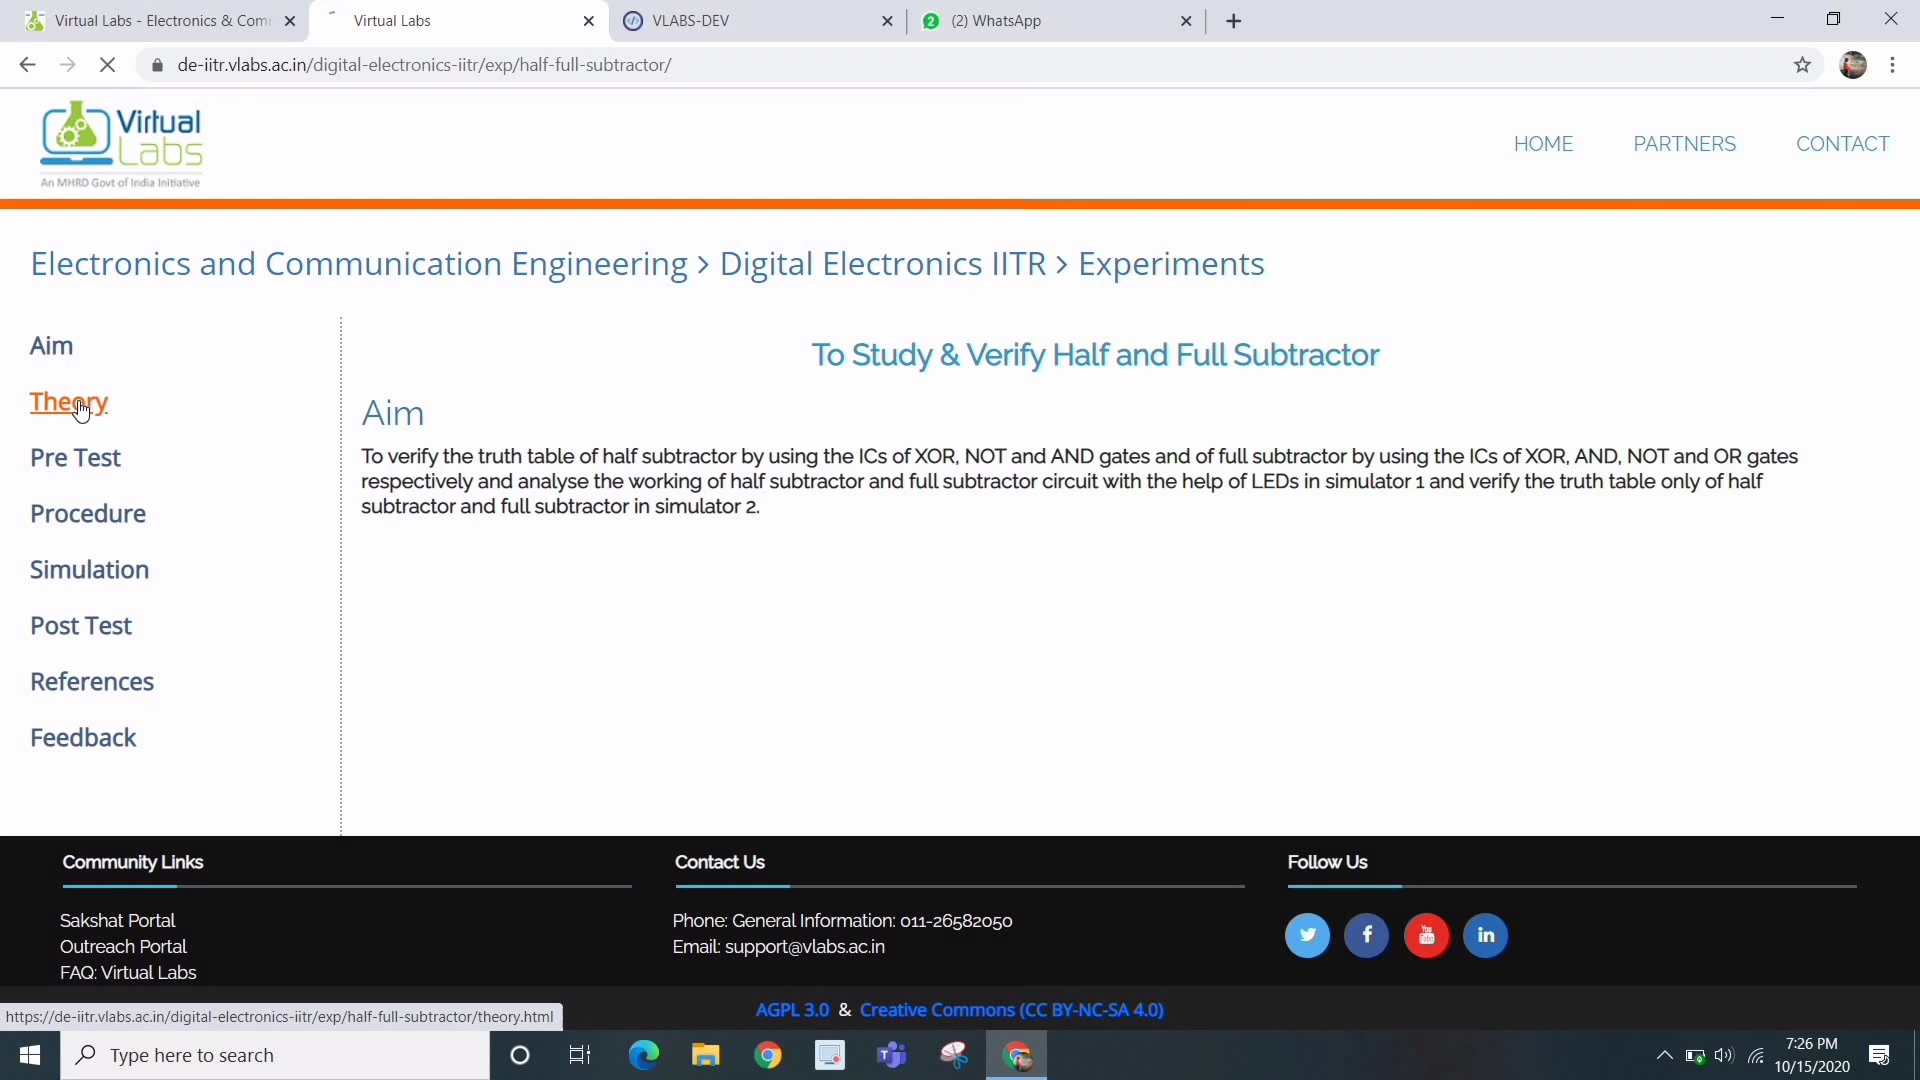 Virtual Labs - Electronics & Com
Virtual Labs
VLABS-DEV
(2) WhatsApp
de-iitr.vlabs.ac.in/digital-electronics-iitr/exp/half-full-subtractor/
Virtual
Labs
An MHRD Govt of India Initiative
HOME
PARTNERS
CONTACT
Electronics and Communication Engineering > Digital Electronics IITR > Experiments
Aim
Theory
Pre Test
Procedure
Simulation
Post Test
References
Feedback
To Study & Verify Half and Full Subtractor
Aim
To verify the truth table of half subtractor by using the ICs of XOR, NOT and AND gates and of full subtractor by using the ICs of XOR, AND, NOT and OR gates
respectively and analyse the working of half subtractor and full subtractor circuit with the help of LEDs in simulator 1 and verify the truth table only of half
subtractor and full subtractor in simulator 2.
Community Links
Sakshat Portal
Outreach Portal
FAQ: Virtual Labs
Contact Us
Phone: General Information: 011-26582050
Email: support@vlabs.ac.in
Follow Us
You
Tube
in
AGPL 3.0 & Creative Commons (CC BY-NC-SA 4.0)
https://de-iitr.vlabs.ac.in/digital-electronics-iitr/exp/half-full-subtractor/theory.html
Type here to search
7:26 PM
10/15/2020